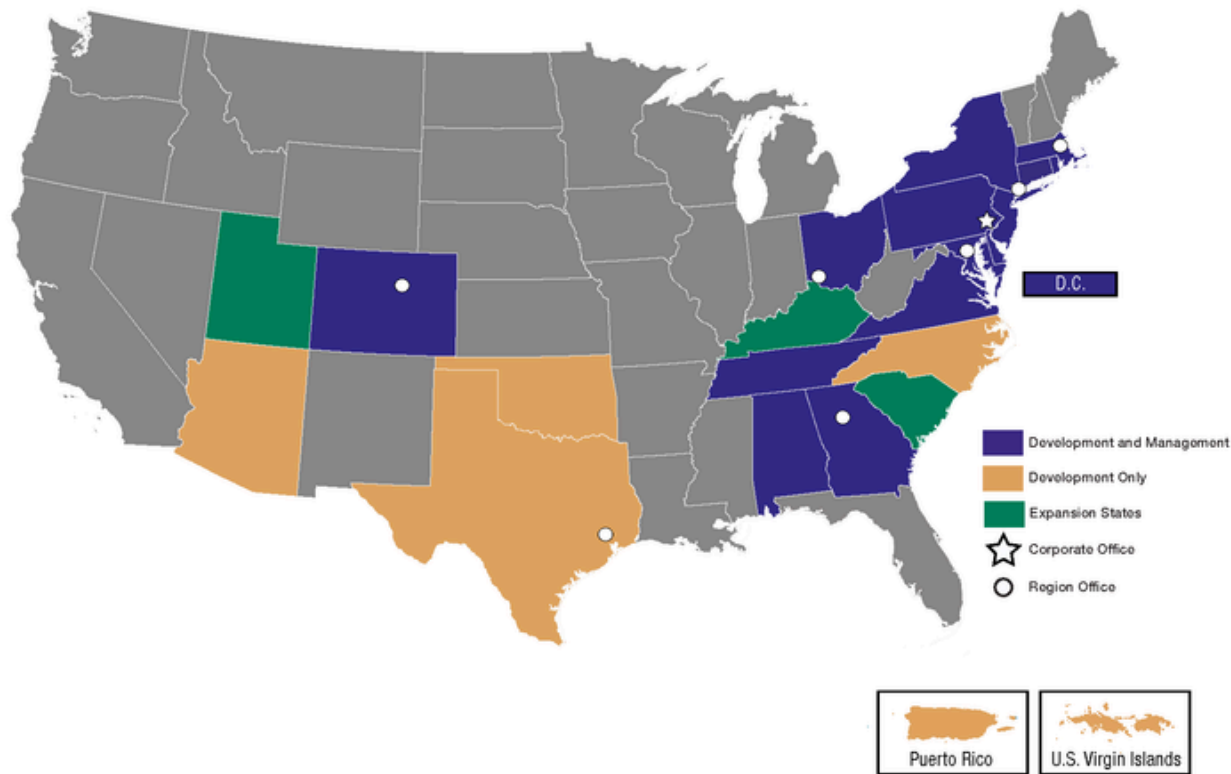 D.C.
Development and Management
Development Only
Expansion States
Corporate Office
Region Office
Puerto Rico
U.S. Virgin Islands